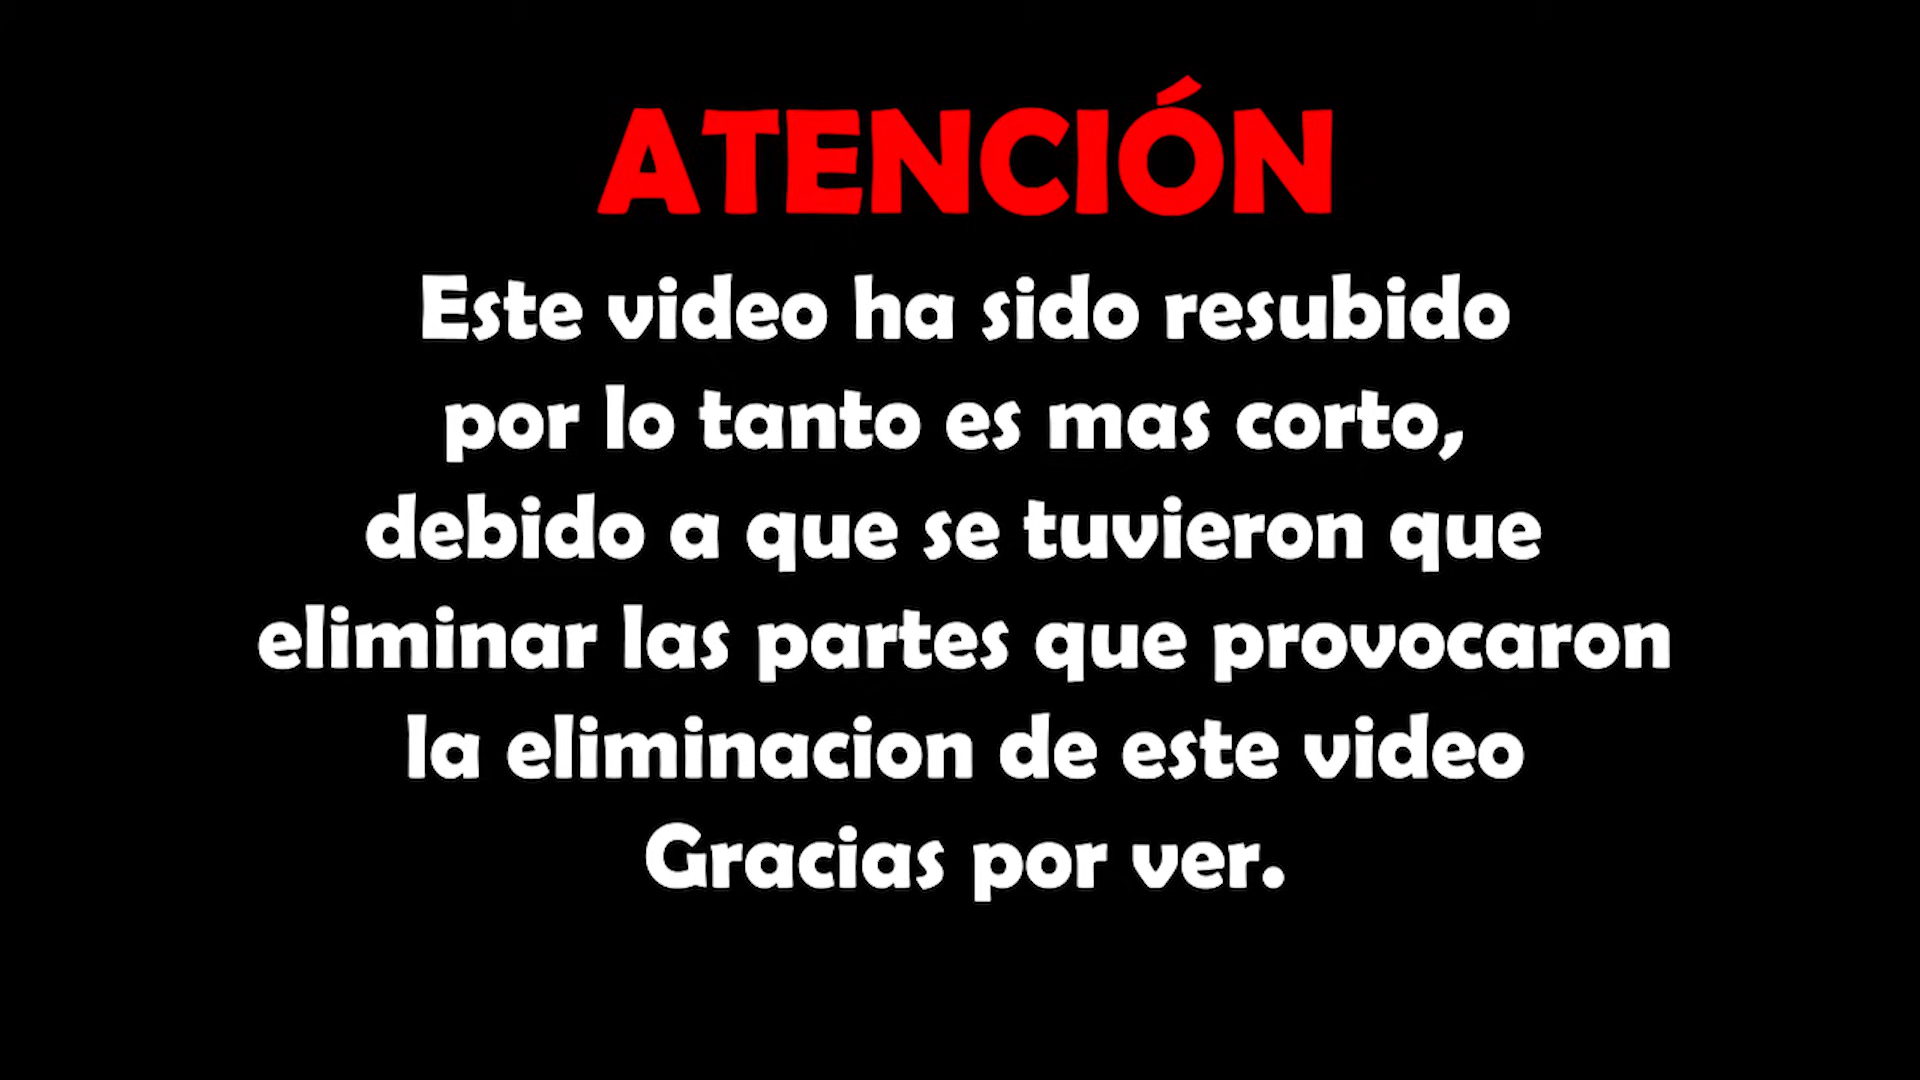 ATENCIÓN
Este video ha sido resubido
por lo tanto es mas corto,
debido a que se tuvieron que
eliminar las partes que provocaron
la eliminacion de este video
Gracias por ver.